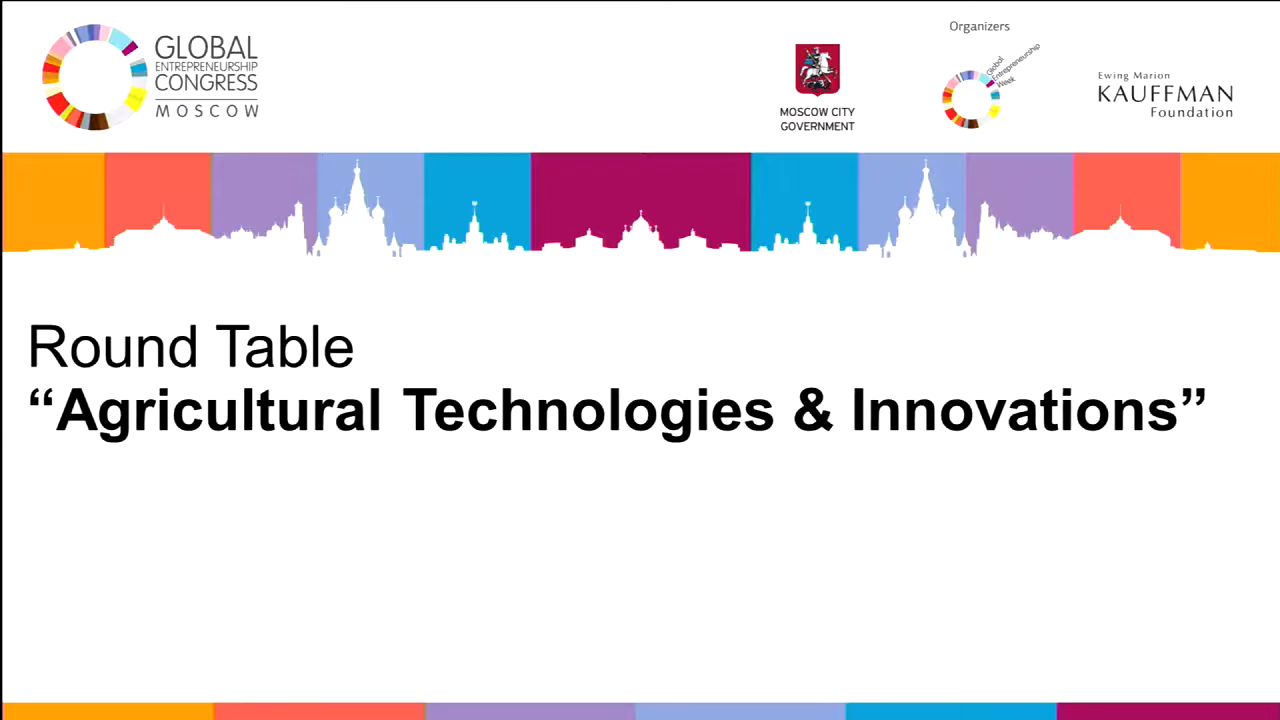 GLOBAL
ENTREPRENEURSHIP
CONGRESS
MOSCOW
MOSCOW CITY
GOVERNMENT
Organizers
Global
Entrepreneurship
Week
Ewing Marion
KAUFFMAN
Foundation
Round Table
“Agricultural Technologies & Innovations”